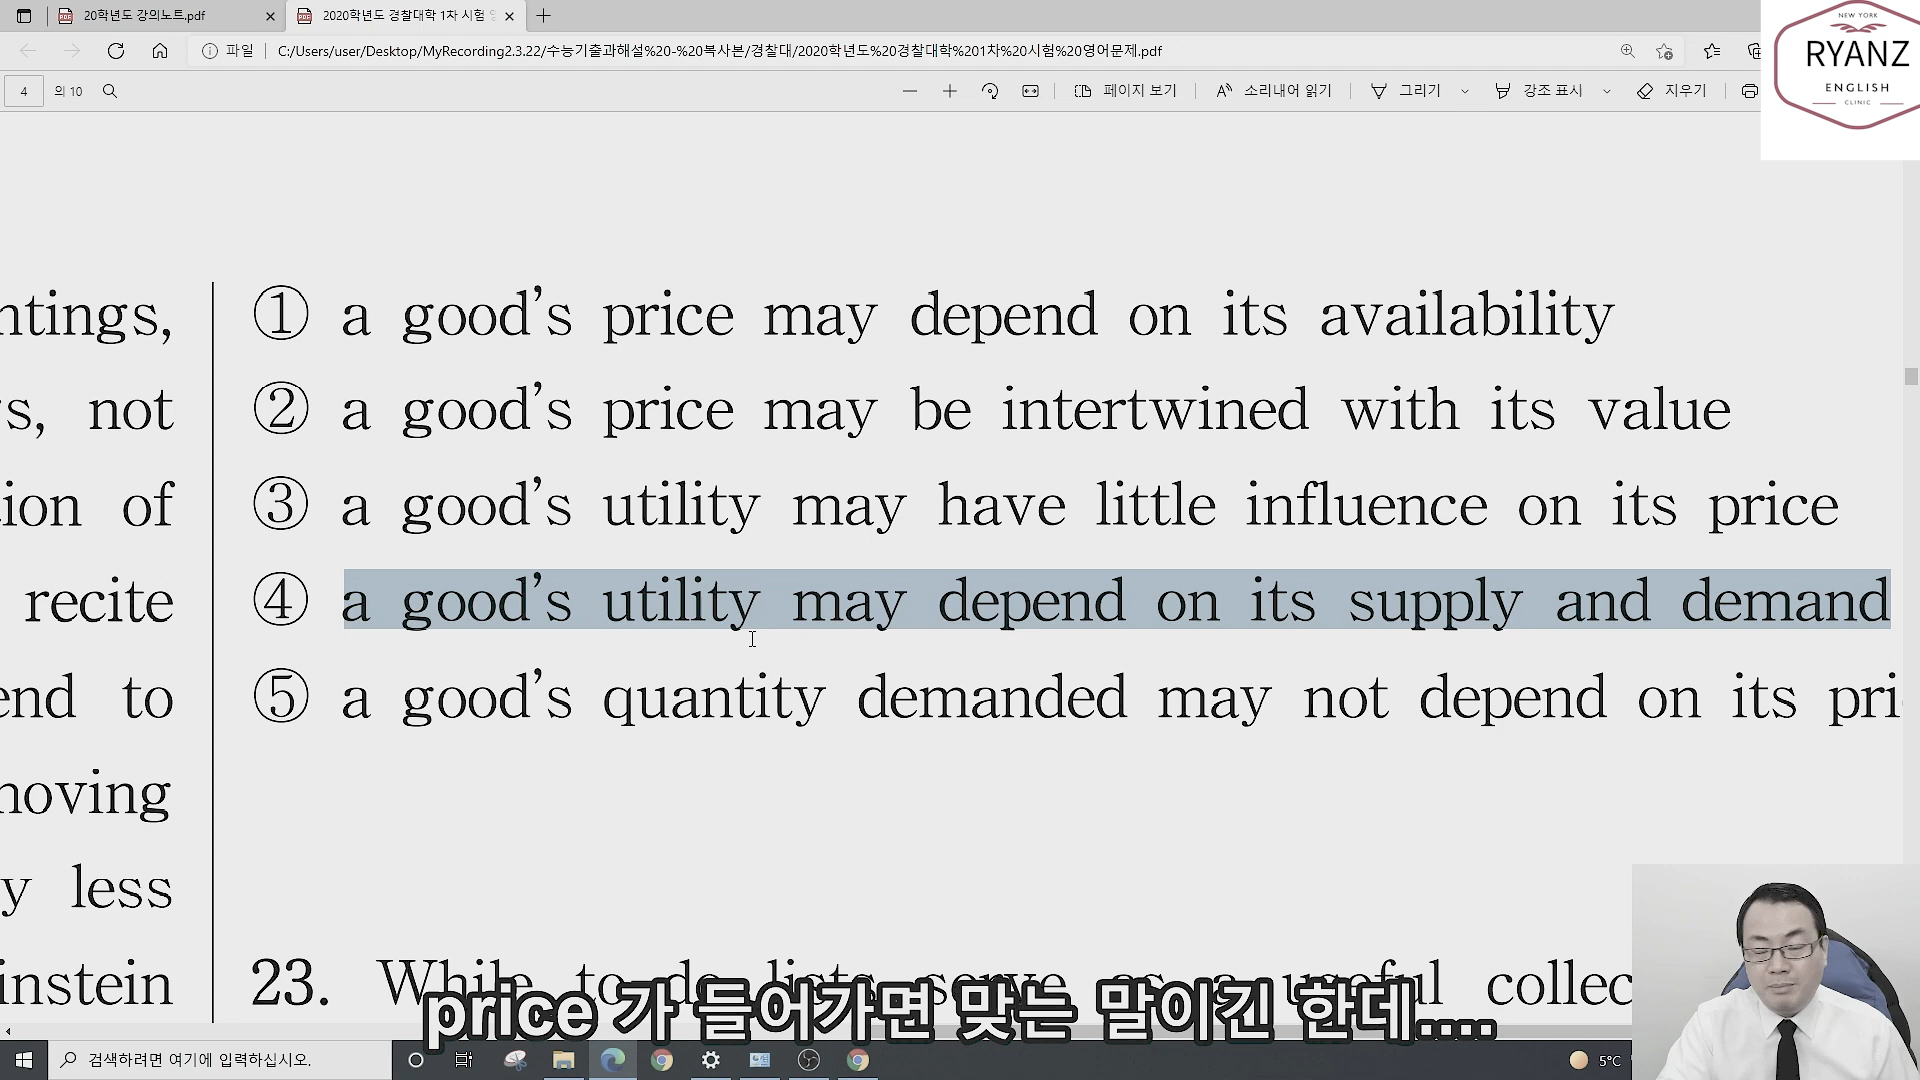 20학년도 강의노트.pdf
2020학년도 경찰대학 1차 시험
파일
C:/Users/user/Desktop/MyRecording2.3.22/수능기출과해설%20-%20복사본/경찰대/2020학년도%20경찰대학%201차%20시험%20영어문제.pdf
NEW YORK
RYANZ
ENGLISH
CLINIC
4
의 10
페이지 보기
소리내어 읽기
그리기
강조 표시
지우기
ntings,
s, not
ion of
recite
end to
noving
y less
instein
① a good's price may depend on its availability
② a good's price may be intertwined with its value
③ a good's utility may have little influence on its price
④ a good's utility may depend on its supply and demand
⑤ a good's quantity demanded may not depend on its pri
23. While to-do lists serve as a useful collec
price 가 들어가면 맞는 말이긴 한데....
검색하려면 여기에 입력하십시오.
5°C